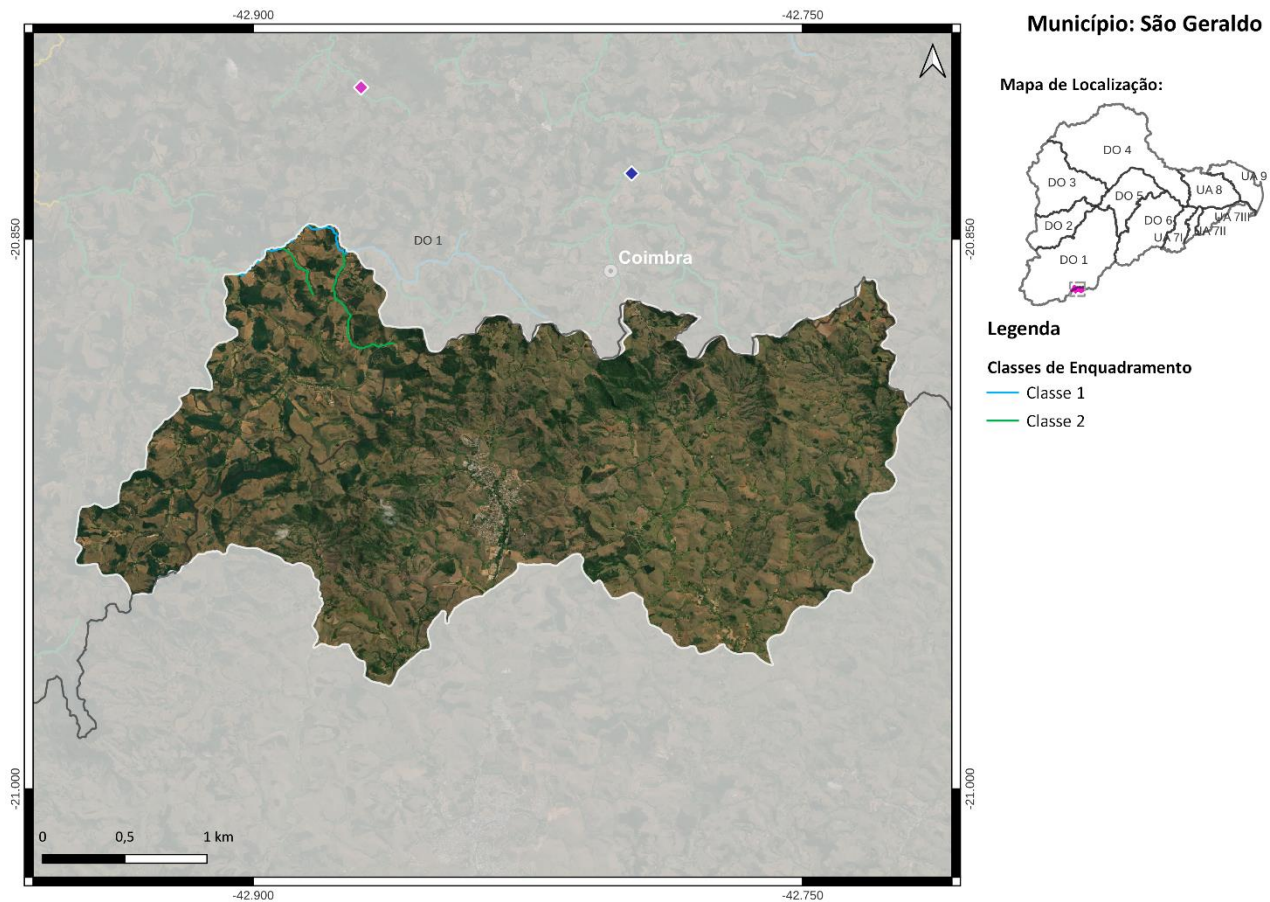 -42.900
-42.750
Município: São Geraldo
Mapa de Localização:
DO 4
DO 3
UA 9
UA 8
DO 5
DO 2
DO 6
UA 7III
UA 7II
UA 7I
DO 1
-20.850
-20.850
DO 1
Coimbra
Legenda
Classes de Enquadramento
Classe 1
Classe 2
-21.000
-21.000
0 0,5 1 km
-42.900
-42.750